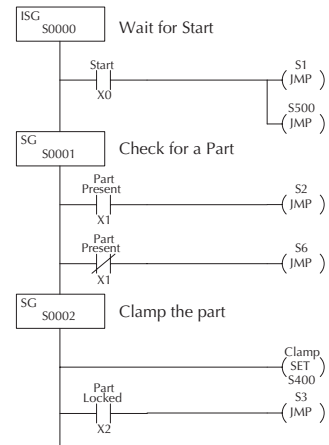 ISG
S0000
Wait for Start
Start
X0
S1
JMP
S500
JMP
SG
S0001
Check for a Part
Part
Present
X1
S2
JMP
Part
Present
X1
S6
JMP
SG
S0002
Clamp the part
Clamp
SET
S400
Part
Locked
X2
S3
JMP